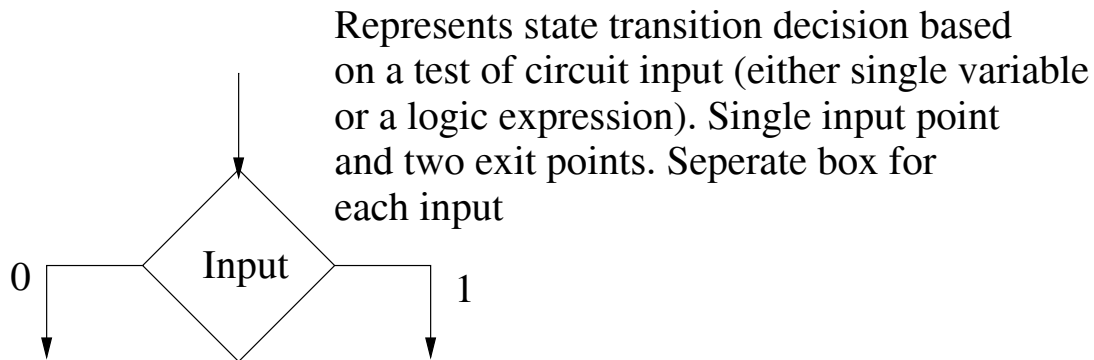 Represents state transition decision based
on a test of circuit input (either single variable
or a logic expression). Single input point
and two exit points. Seperate box for
each input
Input
0
1